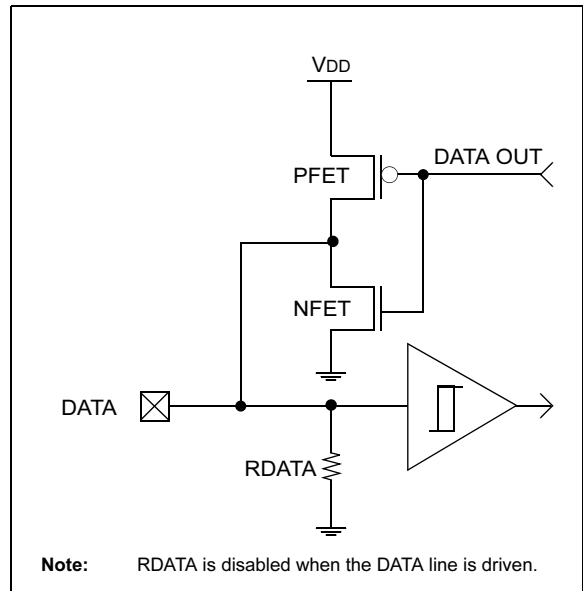 VDD
DATA OUT
PFET
NFET
DATA
RDATA
Note: RDATA is disabled when the DATA line is driven.